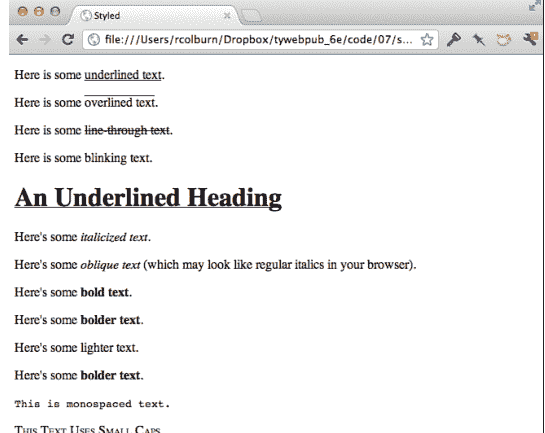 Styled
file:///Users/rcolburn/Dropbox/tywebpub_6e/code/07/s...
Here is some underlined text.
Here is some overlined text.
Here is some line-through text.
Here is some blinking text.
An Underlined Heading
Here's some italicized text.
Here's some oblique text (which may look like regular italics in your browser).
Here's some bold text.
Here's some bolder text.
Here's some lighter text.
Here's some bolder text.
This is monospaced text.
This Text Uses Small Caps.